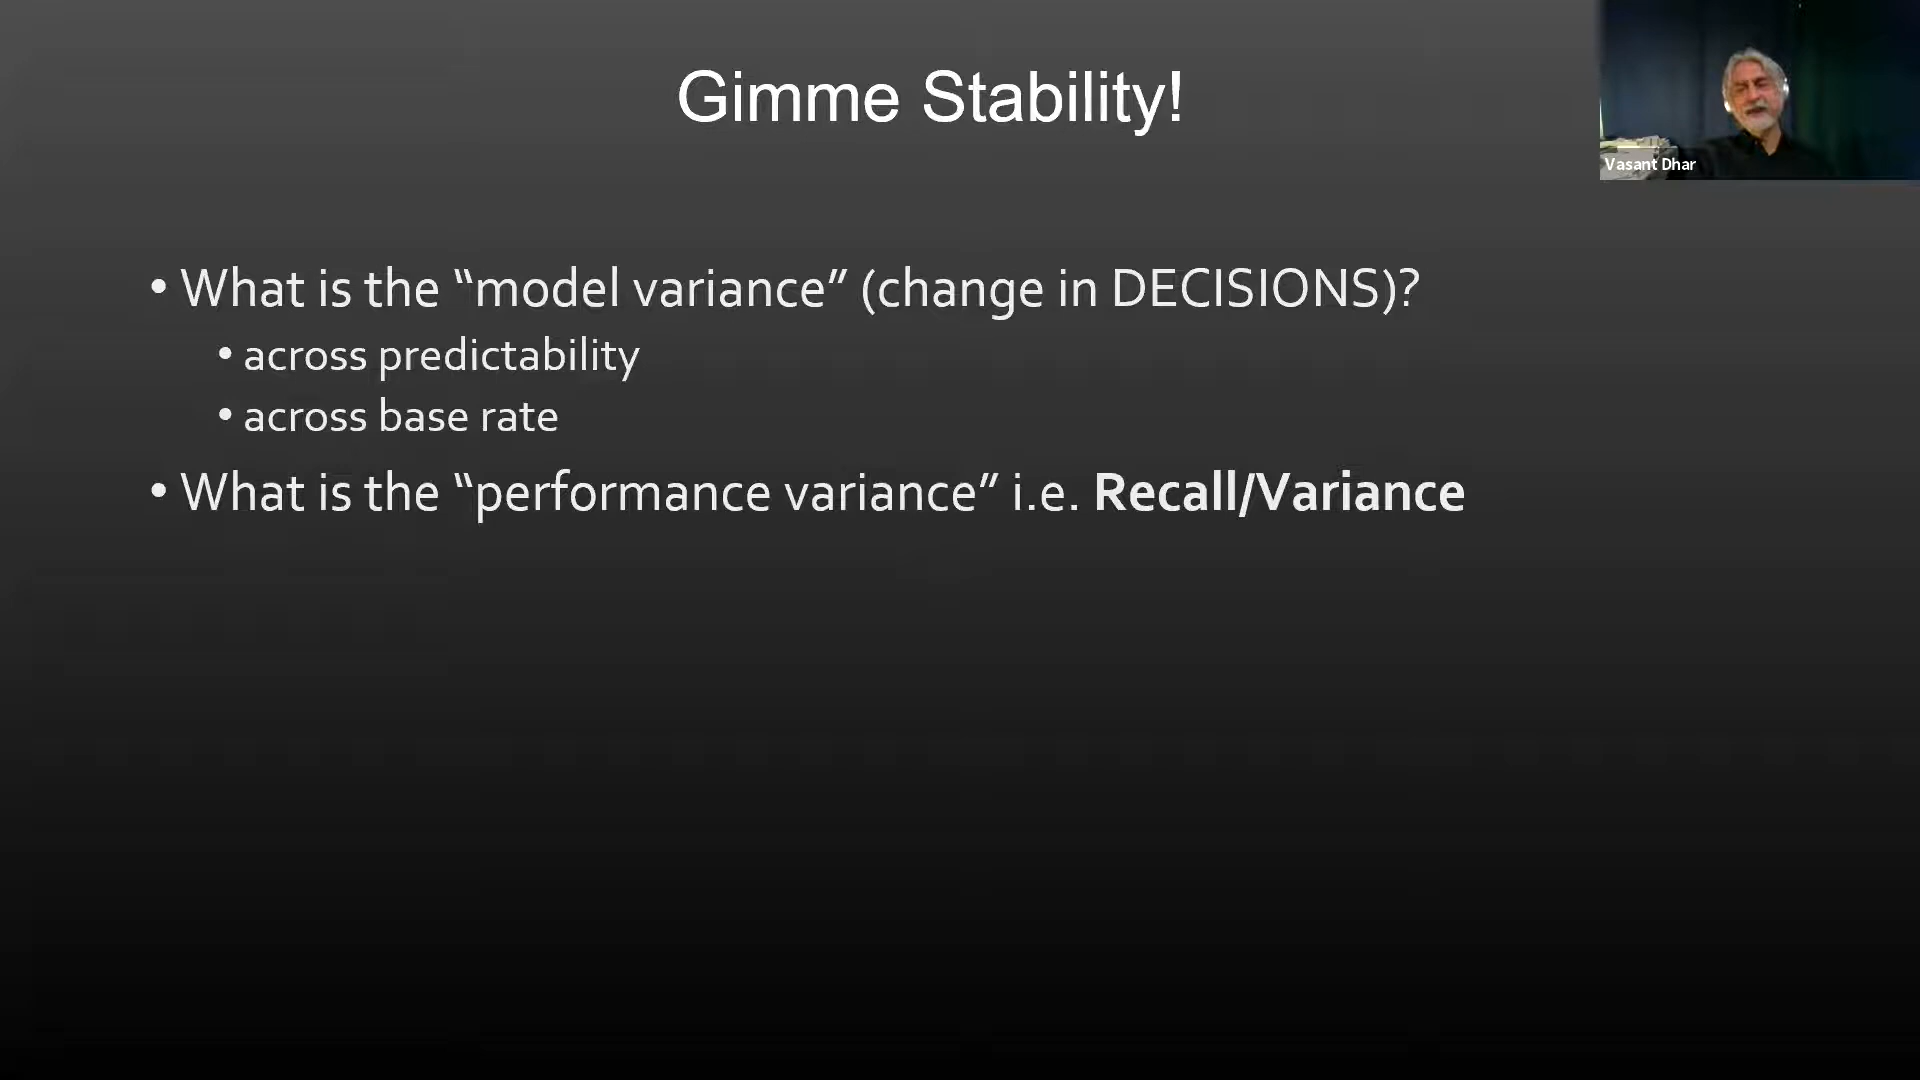 Gimme Stability!
Vasant Dhar
• What is the “model variance” (change in DECISIONS)?
• across predictability
• across base rate
• What is the “performance variance” i.e. Recall/Variance